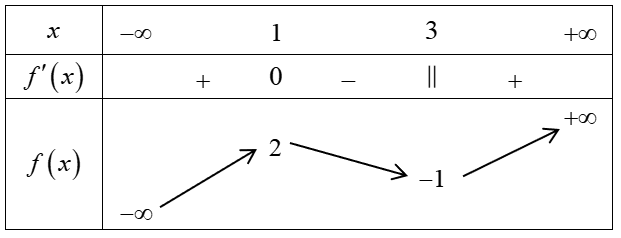 x −∞ 1 3 +∞
f′(x) + 0 − || +
+∞
f(x) 2
−1
−∞